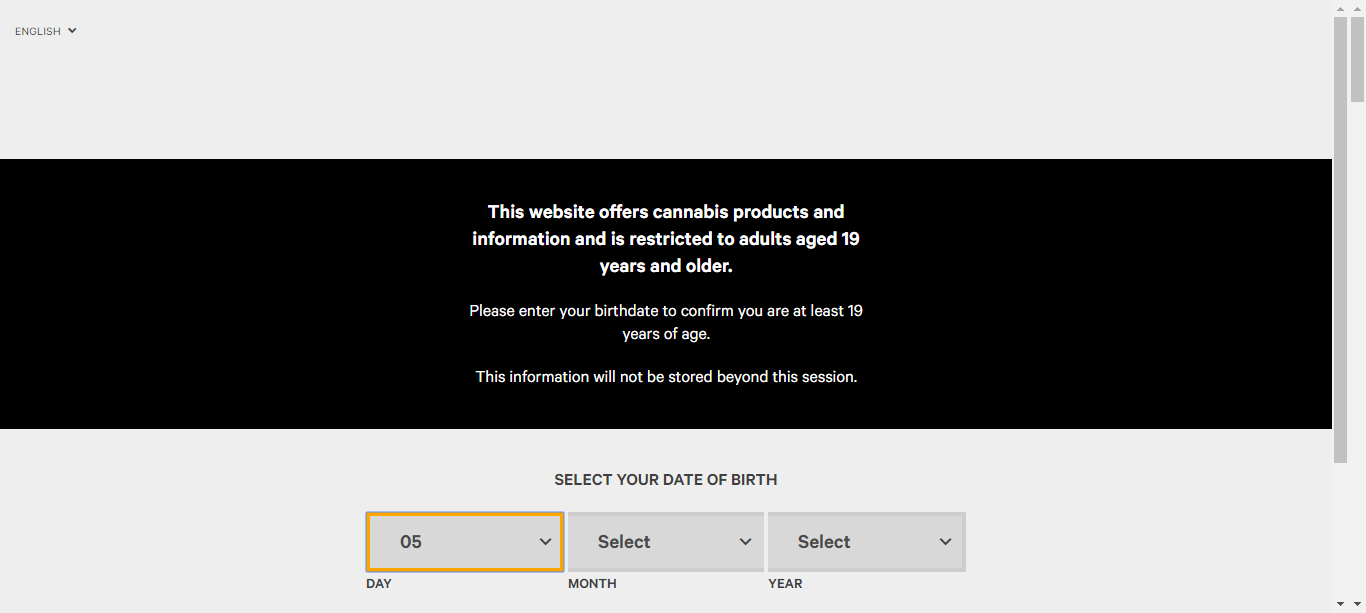 ENGLISH
This website offers cannabis products and
information and is restricted to adults aged 19
years and older.
Please enter your birthdate to confirm you are at least 19
years of age.
This information will not be stored beyond this session.
SELECT YOUR DATE OF BIRTH
05 Select Select
DAY MONTH YEAR